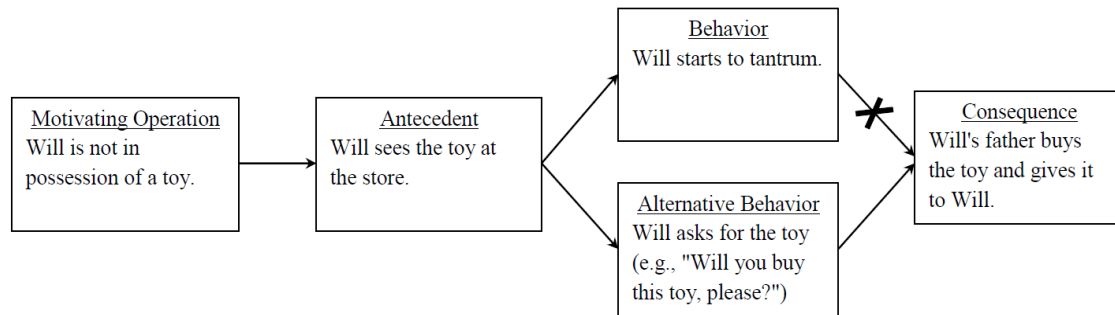 Motivating Operation
Will is not in
possession of a toy.
Antecedent
Will sees the toy at
the store.
Behavior
Will starts to tantrum.
Alternative Behavior
Will asks for the toy
(e.g., "Will you buy
this toy, please?")
Consequence
Will's father buys
the toy and gives it
to Will.